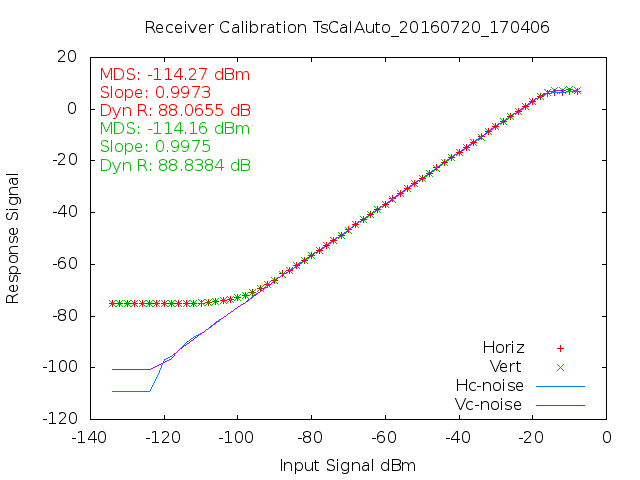 Receiver Calibration TsCalAuto_20160720_170406
20
0
-20
-40
-60
-80
-100
-120
Response Signal
MDS: -114.27 dBm
Slope: 0.9973
Dyn R: 88.0655 dB
MDS: -114.16 dBm
Slope: 0.9975
Dyn R: 88.8384 dB
Horiz
Vert
Hc-noise
Vc-noise
-140 -120 -100 -80 -60 -40 -20 0
Input Signal dBm